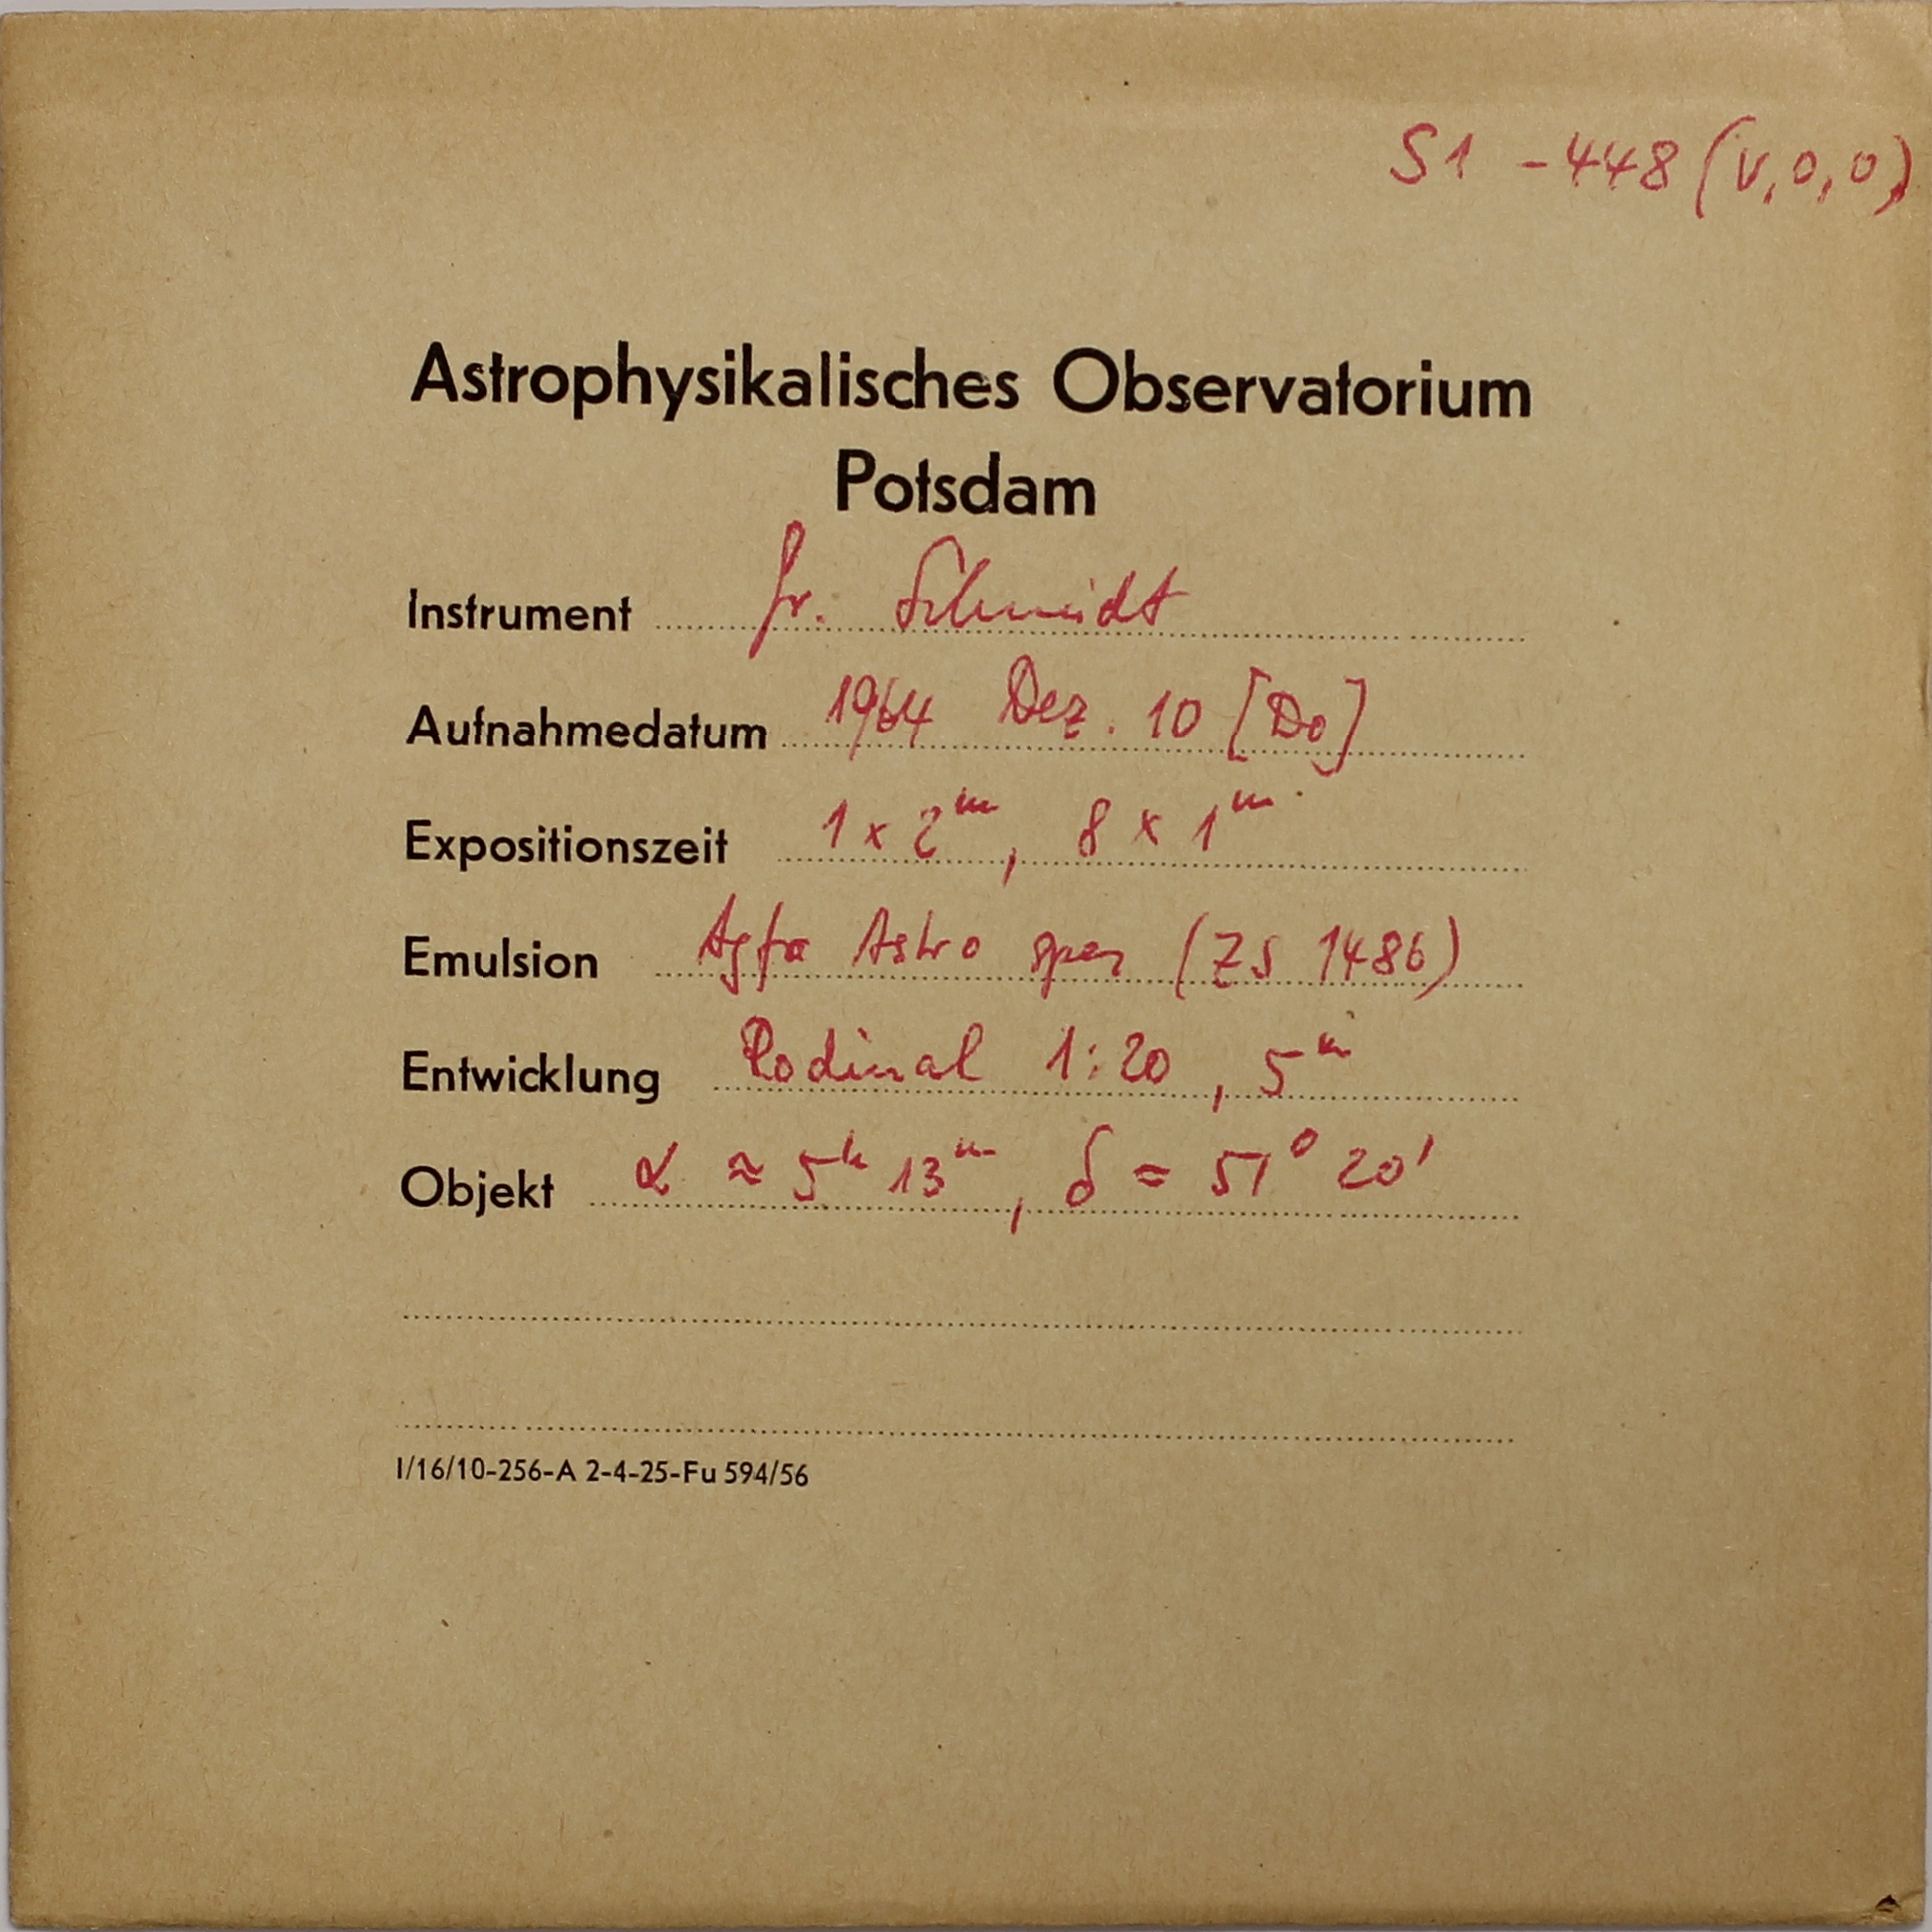 S1 -448 (V,0,0)
Astrophysikalisches Observatorium
Potsdam
Instrument gr. Schmidt
Aufnahmedatum 1964 Dez. 10 [Do]
Expositionszeit 1 x 2ᵐ, 8 x 1ᵐ
Emulsion Agfa Astro spez (ZS 1486)
Entwicklung Rodinal 1:20, 5ᵐ
Objekt α ≈ 5ʰ 13ᵐ, δ = 51° 20'
I/16/10-256-A 2-4-25-Fu 594/56